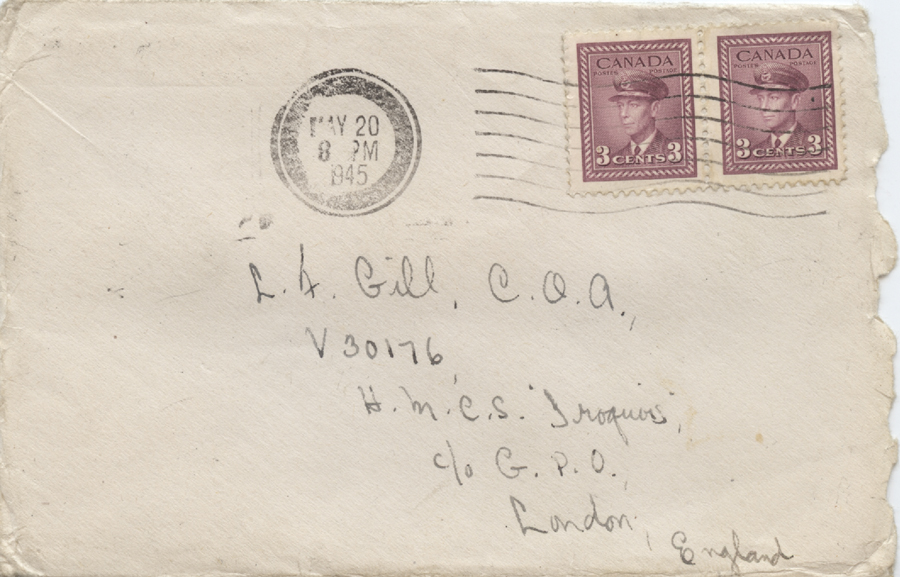 CANADA CANADA
POSTES POSTAGE POSTES POSTAGE
3 CENTS 3 3 CENTS 3
MAY 20
8 PM
1945
L. A. Gill, C.O.A.,
V30176,
H.M.C.S. "Iroquois",
c/o G.P.O.,
London,
England